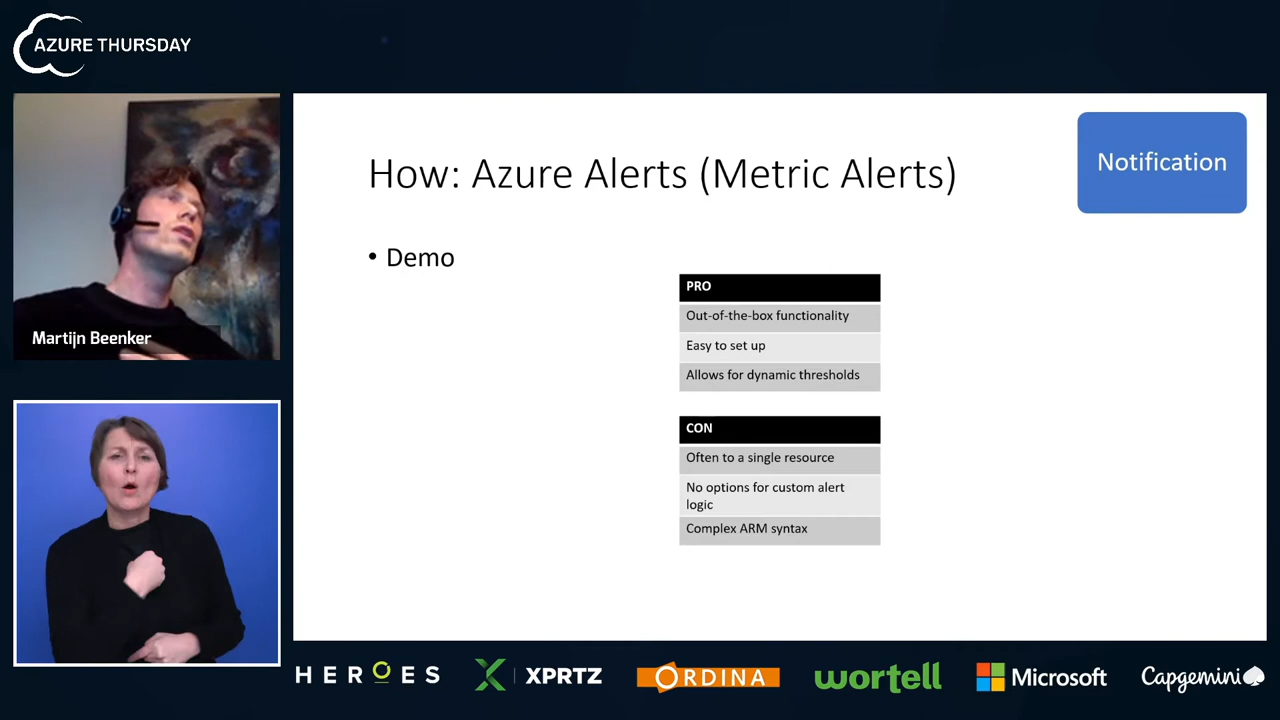 AZURE THURSDAY
Martijn Beenker
How: Azure Alerts (Metric Alerts)
Notification
• Demo
PRO
Out-of-the-box functionality
Easy to set up
Allows for dynamic thresholds
CON
Often to a single resource
No options for custom alert
logic
Complex ARM syntax
HEROES
XPRTZ
ORDINA
wortell
Microsoft
Capgemini